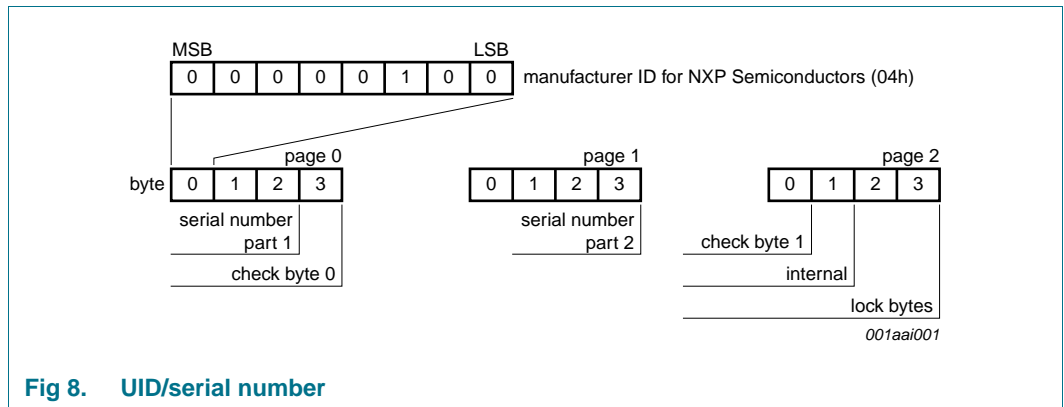 MSB LSB
0 0 0 0 0 1 0 0 manufacturer ID for NXP Semiconductors (04h)
page 0 page 1 page 2
byte 0 1 2 3 0 1 2 3 0 1 2 3
serial number
part 1
check byte 0
serial number
part 2
check byte 1
internal
lock bytes
001aai001
Fig 8. UID/serial number